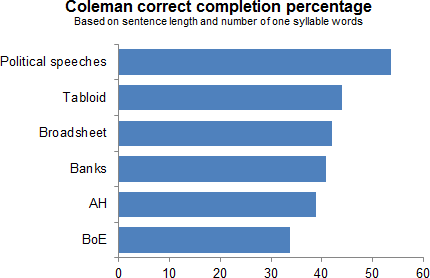 Coleman correct completion percentage
Based on sentence length and number of one syllable words
Political speeches
Tabloid
Broadsheet
Banks
AH
BoE
0 10 20 30 40 50 60